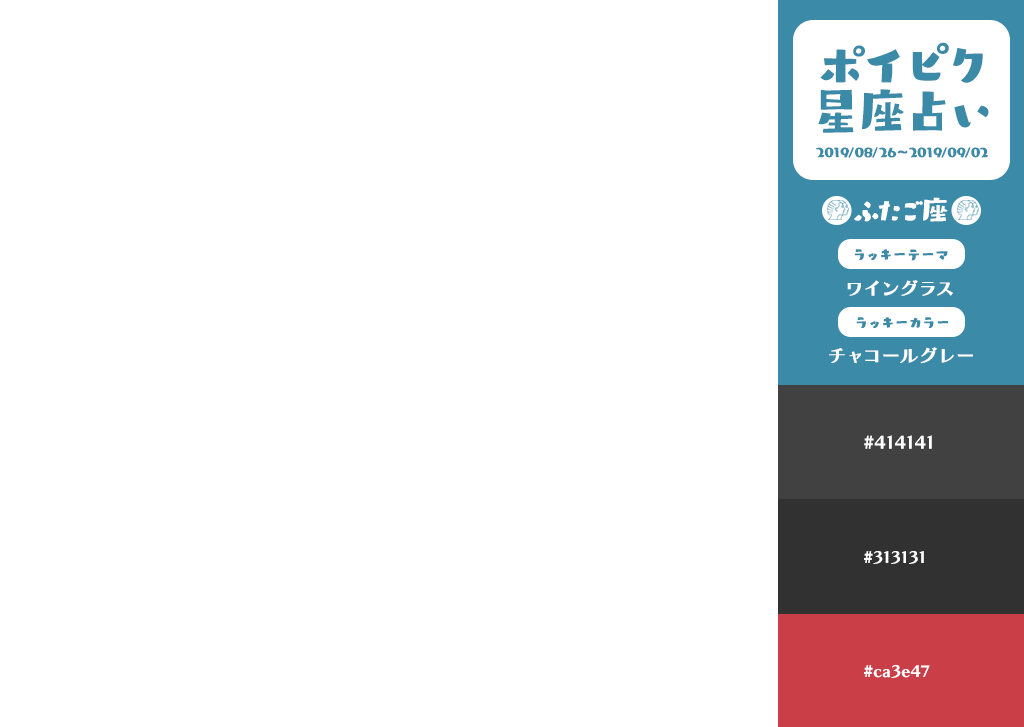 ポイピク
星座占い
2019/08/26~2019/09/02
ふたご座
ラッキーテーマ
ワイングラス
ラッキーカラー
チャコールグレー
#414141
#313131
#ca3e47